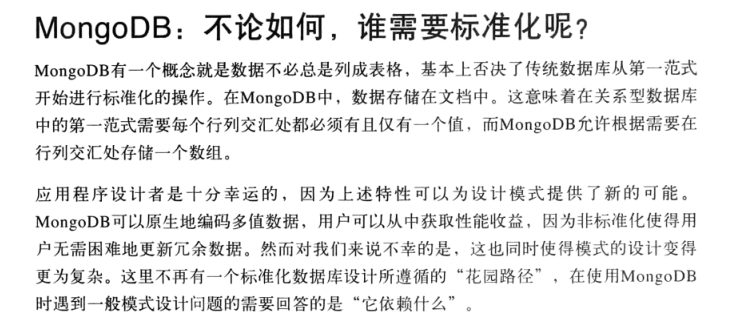 MongoDB：不论如何，谁需要标准化呢？
MongoDB有一个概念就是数据不必总是列成表格，基本上否决了传统数据库从第一范式
开始进行标准化的操作。在MongoDB中，数据存储在文档中。这意味着在关系型数据库
中的第一范式需要每个行列交汇处都必须有且仅有一个值，而MongoDB允许根据需要在
行列交汇处存储一个数组。
应用程序设计者是十分幸运的，因为上述特性可以为设计模式提供了新的可能。
MongoDB可以原生地编码多值数据，用户可以从中获取性能收益，因为非标准化使得用
户无需困难地更新冗余数据。然而对我们来说不幸的是，这也同时使得模式的设计变得
更为复杂。这里不再有一个标准化数据库设计所遵循的“花园路径”，在使用MongoDB
时遇到一般模式设计问题的需要回答的是“它依赖什么”。